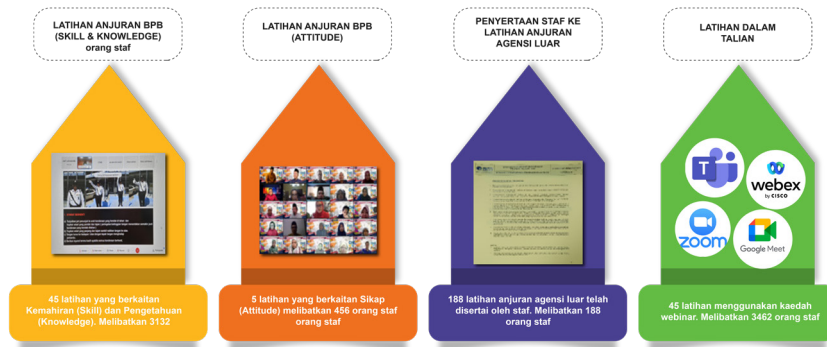 LATIHAN ANJURAN BPB
(SKILL & KNOWLEDGE)
orang staf
LATIHAN ANJURAN BPB
(ATTITUDE)
PENYERTAAN STAF KE
LATIHAN ANJURAN
AGENSI LUAR
LATIHAN DALAM
TALIAN
T
webex
by CISCO
zoom
Google Meet
45 latihan yang berkaitan
Kemahiran (Skill) dan Pengetahuan
(Knowledge). Melibatkan 3132
5 latihan yang berkaitan Sikap
(Attitude) melibatkan 456 orang staf
orang staf
188 latihan anjuran agensi luar telah
disertai oleh staf. Melibatkan 188
orang staf
45 latihan menggunakan kaedah
webinar. Melibatkan 3462 orang staf